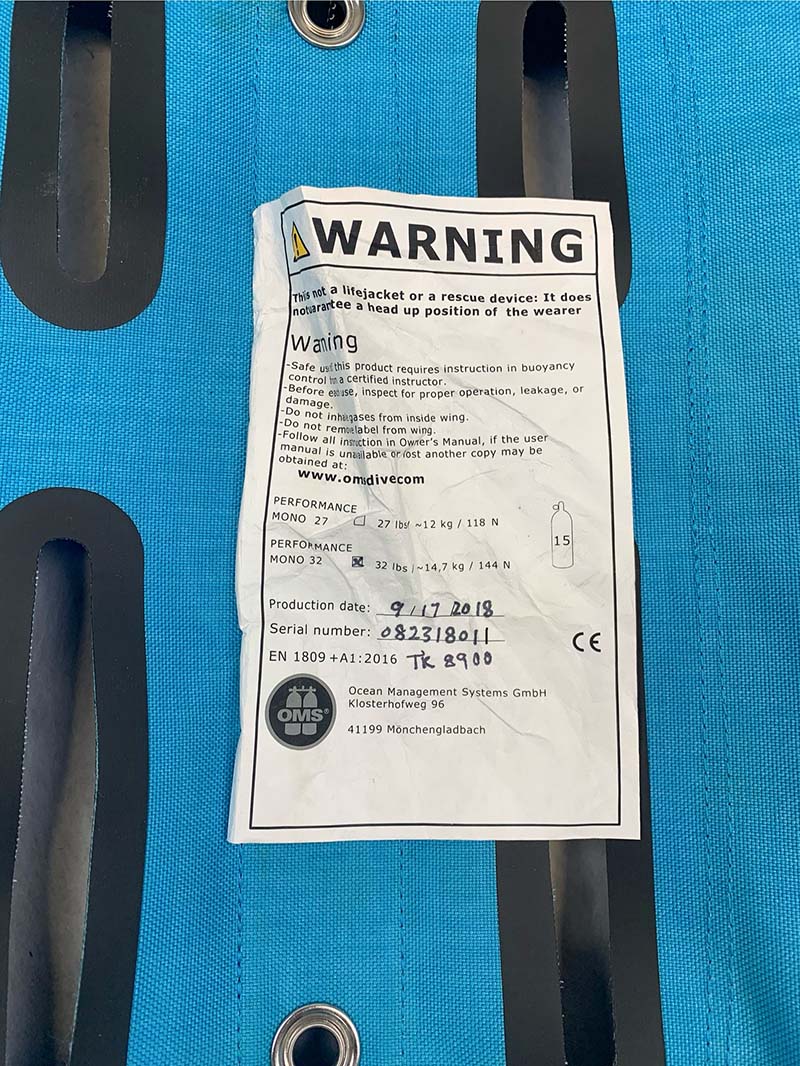 WARNING
This not a lifejacket or a rescue device: It does
notuarartee a head up position of the wearer
Waning
-Safe use this product requires instruction in buoyancy
control a certified instructor.
-Before use, inspect for proper operation, leakage, or
damage.
-Do not gases from inside wing.
-Do not label from wing.
-Follow all in Owner's Manual, if the user
manual is or lost another copy may be
obtained at:
www.omsdivecom
PERFORMANCE
MONO 27 27 lbs/ ~12 kg / 118 N
PERFORMANCE
MONO 32 32 lbs / ~14,7 kg / 144 N
15
Production date: 9/17/2018
Serial number: 082318011
CE
EN 1809 +A1:2016 TK 8900
OMS®
Ocean Management Systems GmbH
Klosterhofweg 96
41199 Mönchengladbach